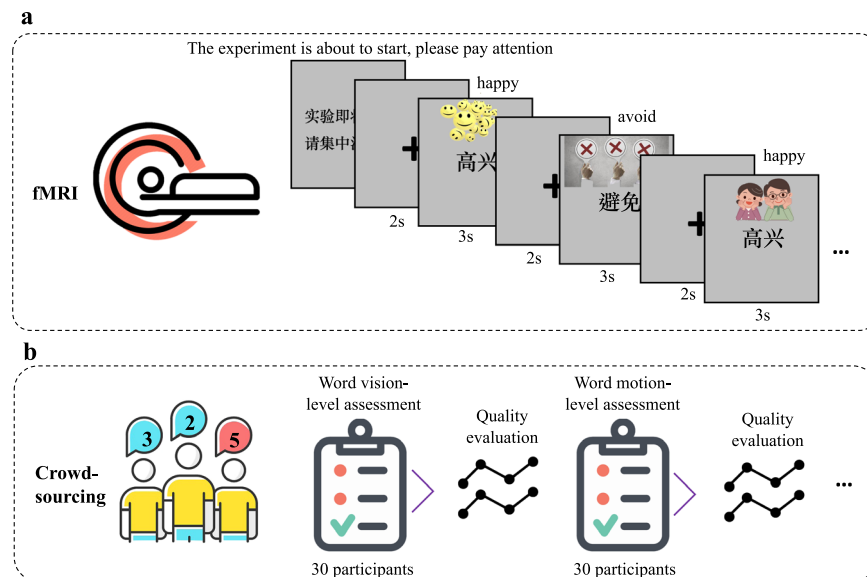 a
The experiment is about to start, please pay attention
happy
avoid
happy
实验即
请集中
高兴
避免
高兴
fMRI
2s
3s
2s
3s
2s
3s
...
b
Word vision-
level assessment
Quality
evaluation
Word motion-
level assessment
Quality
evaluation
3
2
5
Crowd-
sourcing
...
30 participants
30 participants